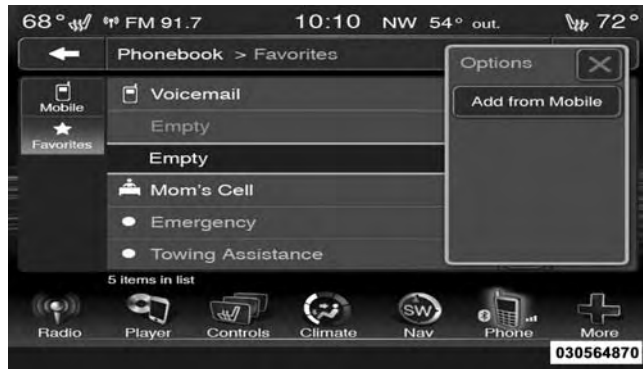 68° FM 91.7 10:10 NW 54° out. 72°
Phonebook > Favorites
Options
Mobile
Voicemail
Add from Mobile
Empty
Favorites
Empty
Mom's Cell
Emergency
Towing Assistance
5 items in list
SW
Radio Player Controls Climate Nav Phone More
030564870